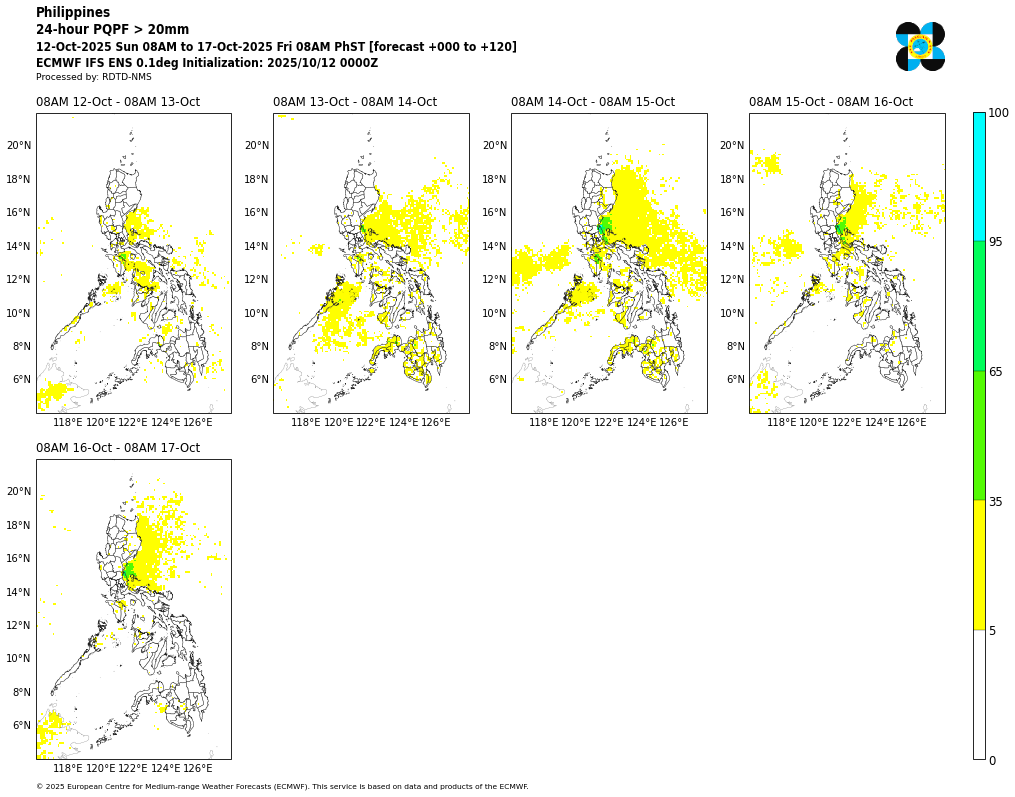 Philippines
24-hour PQPF > 20mm
12-Oct-2025 Sun 08AM to 17-Oct-2025 Fri 08AM PhST [forecast +000 to +120]
ECMWF IFS ENS 0.1deg Initialization: 2025/10/12 0000Z
Processed by: RDTD-NMS
08AM 12-Oct - 08AM 13-Oct
08AM 13-Oct - 08AM 14-Oct
08AM 14-Oct - 08AM 15-Oct
08AM 15-Oct - 08AM 16-Oct
20°N 20°N 20°N 20°N
18°N 18°N 18°N 18°N
16°N 16°N 16°N 16°N
14°N 14°N 14°N 14°N
12°N 12°N 12°N 12°N
10°N 10°N 10°N 10°N
8°N 8°N 8°N 8°N
6°N 6°N 6°N 6°N
118°E 120°E 122°E 124°E 126°E 118°E 120°E 122°E 124°E 126°E 118°E 120°E 122°E 124°E 126°E 118°E 120°E 122°E 124°E 126°E
100
95
65
35
5
0
08AM 16-Oct - 08AM 17-Oct
20°N
18°N
16°N
14°N
12°N
10°N
8°N
6°N
118°E 120°E 122°E 124°E 126°E
© 2025 European Centre for Medium-range Weather Forecasts (ECMWF). This service is based on data and products of the ECMWF.